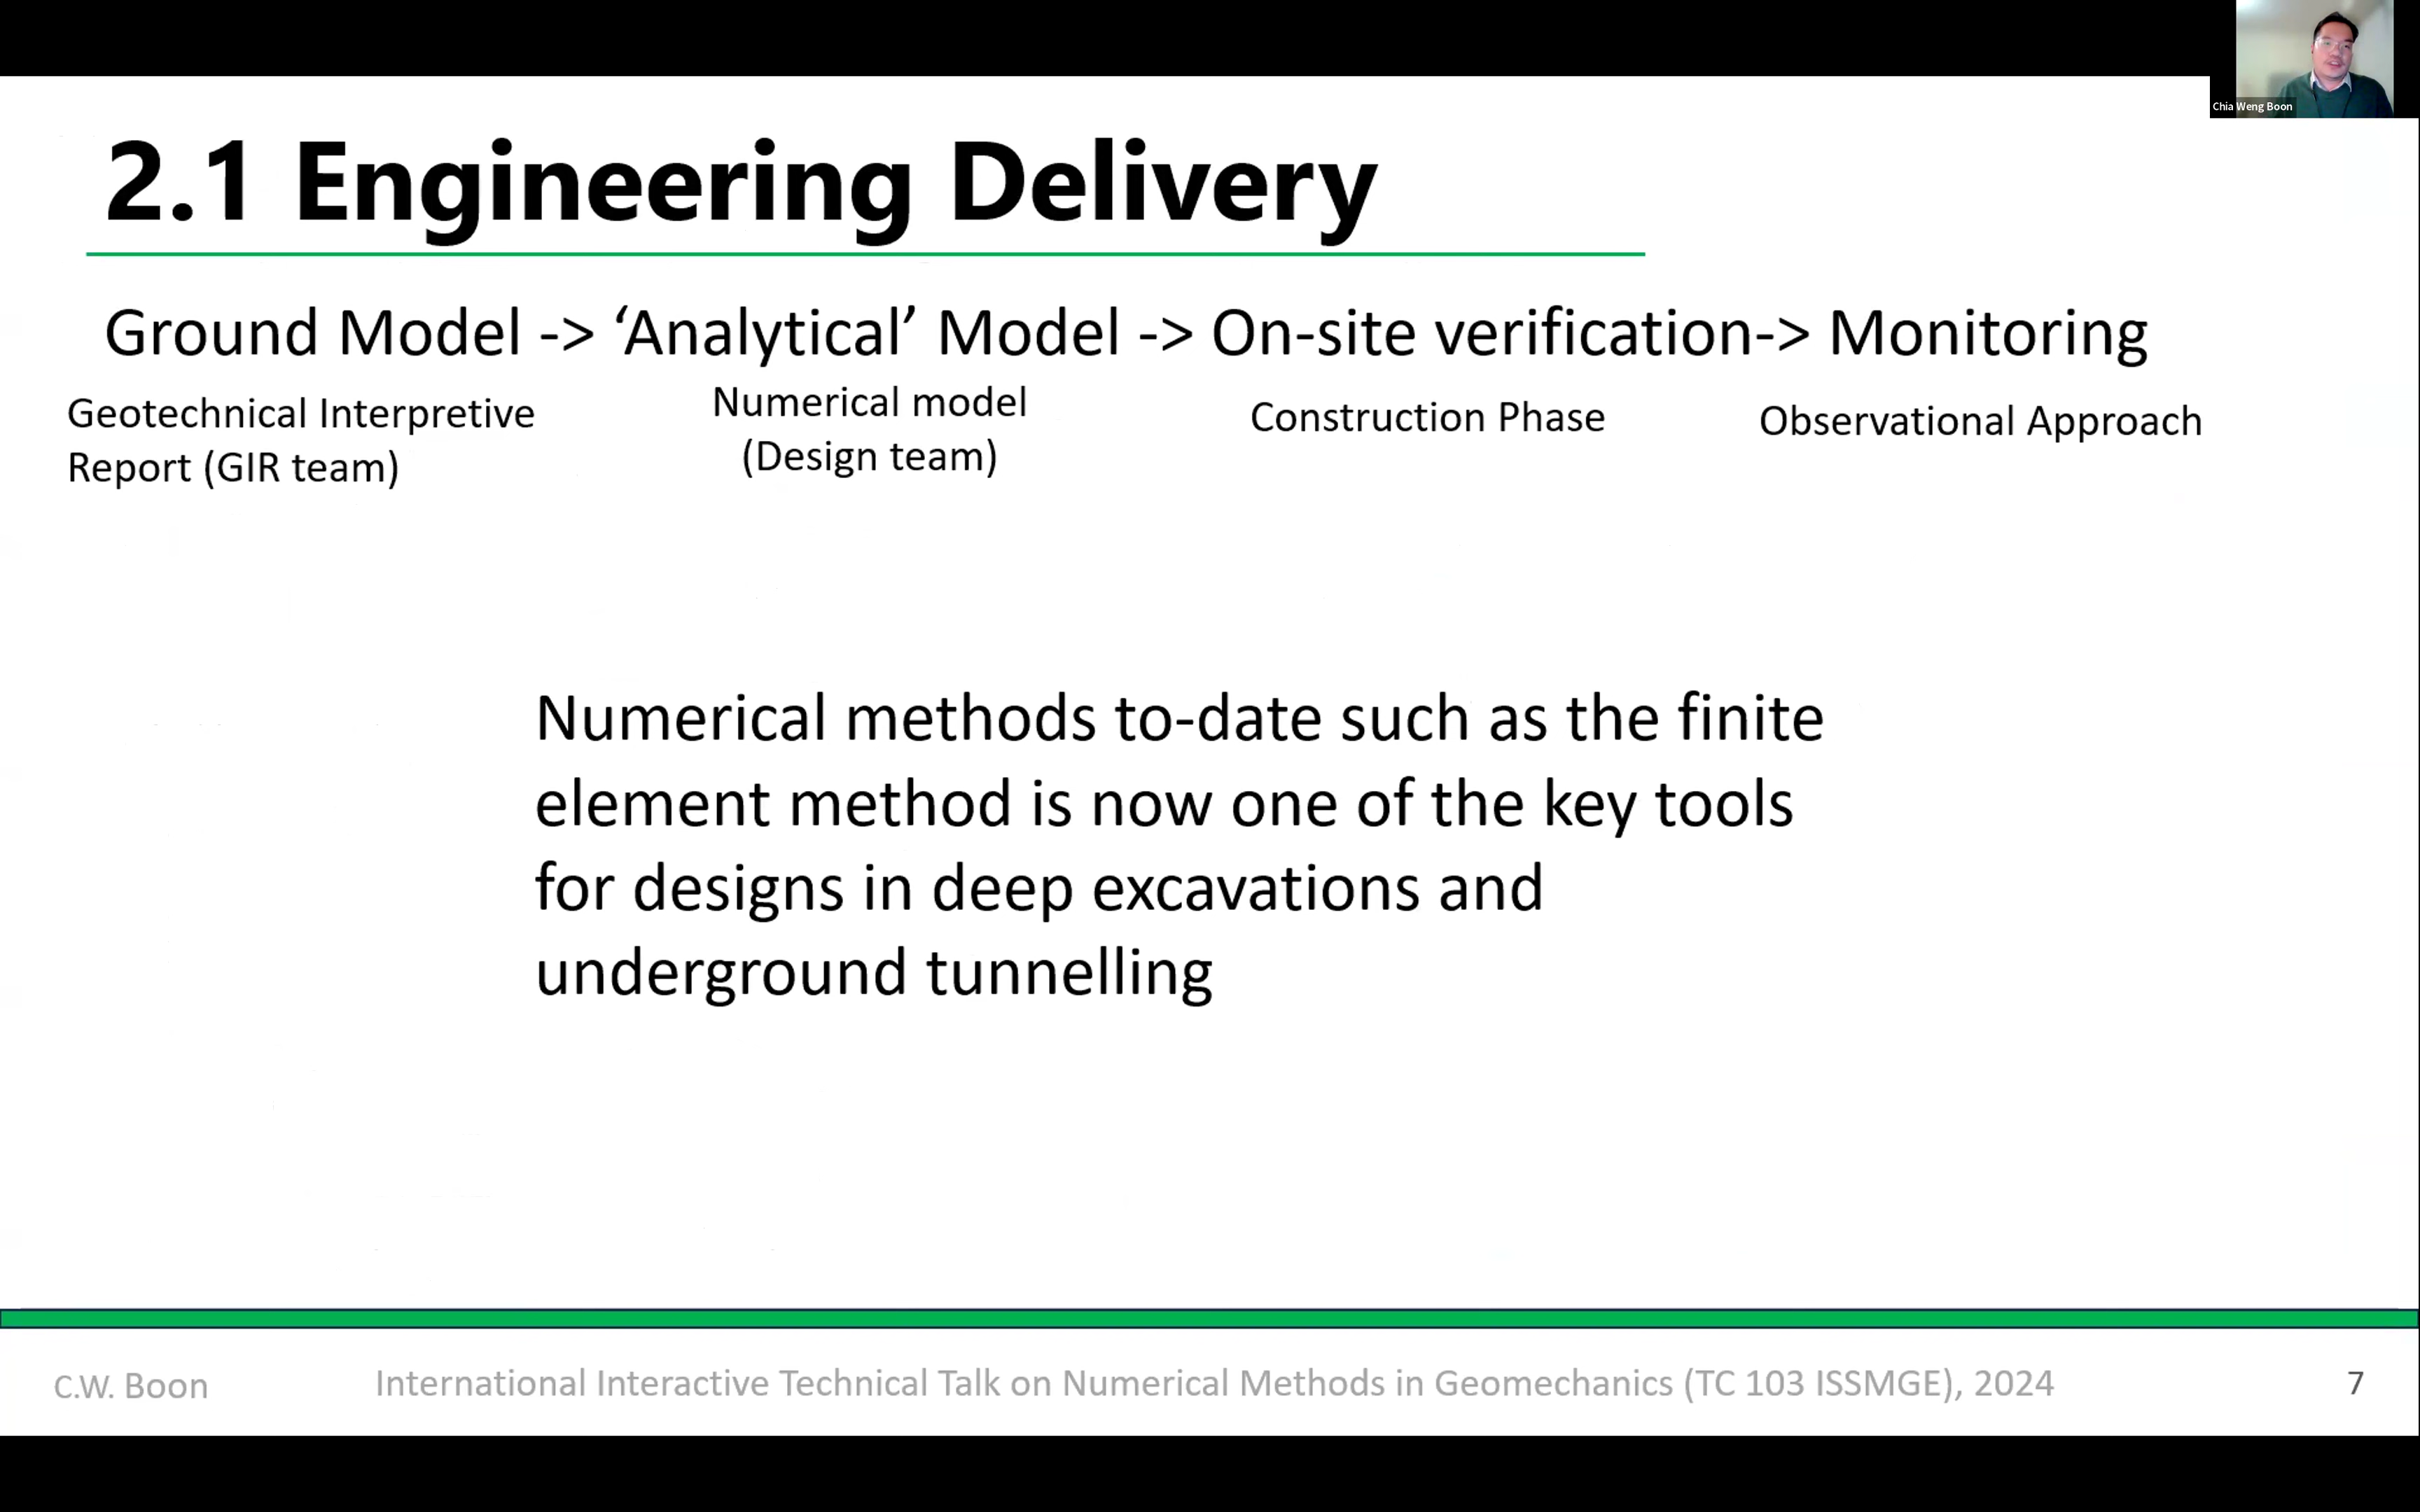 Chia Weng Boon
2.1 Engineering Delivery
Ground Model -> ‘Analytical’ Model -> On-site verification-> Monitoring
Geotechnical Interpretive
Report (GIR team)
Numerical model
(Design team)
Construction Phase
Observational Approach
Numerical methods to-date such as the finite
element method is now one of the key tools
for designs in deep excavations and
underground tunnelling
C.W. Boon
International Interactive Technical Talk on Numerical Methods in Geomechanics (TC 103 ISSMGE), 2024
7